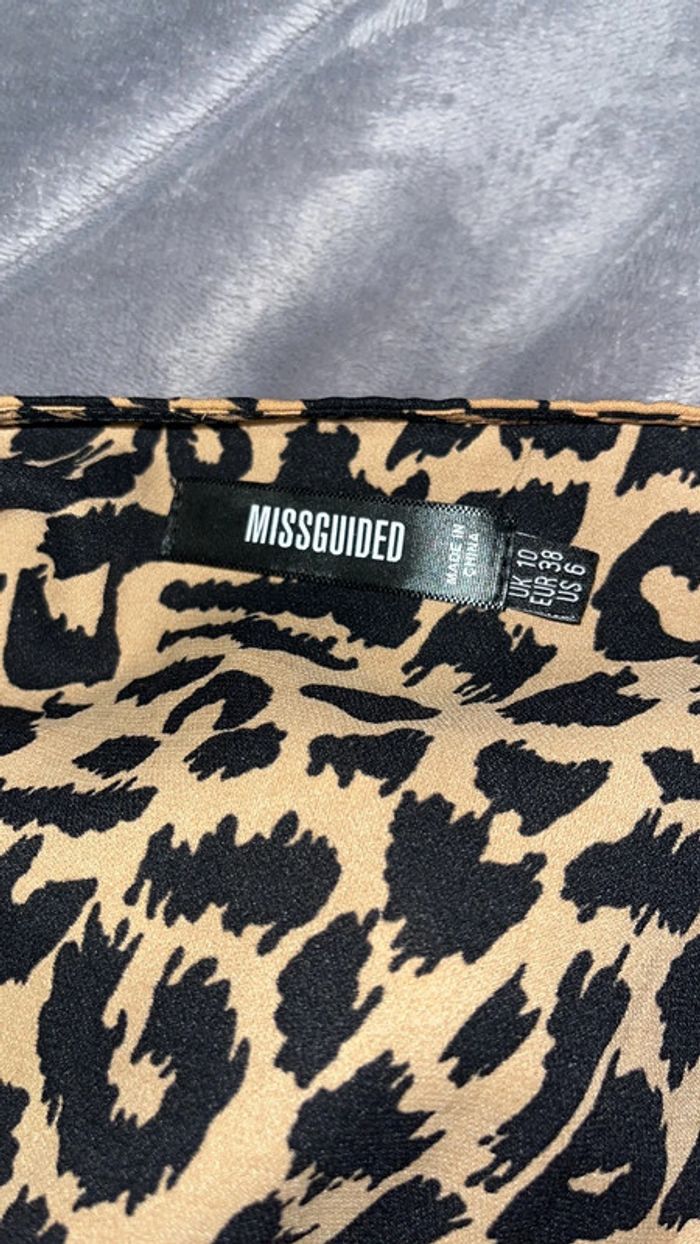 MISSGUIDED
MADE IN
CHINA
UK 10
EUR 38
US 6